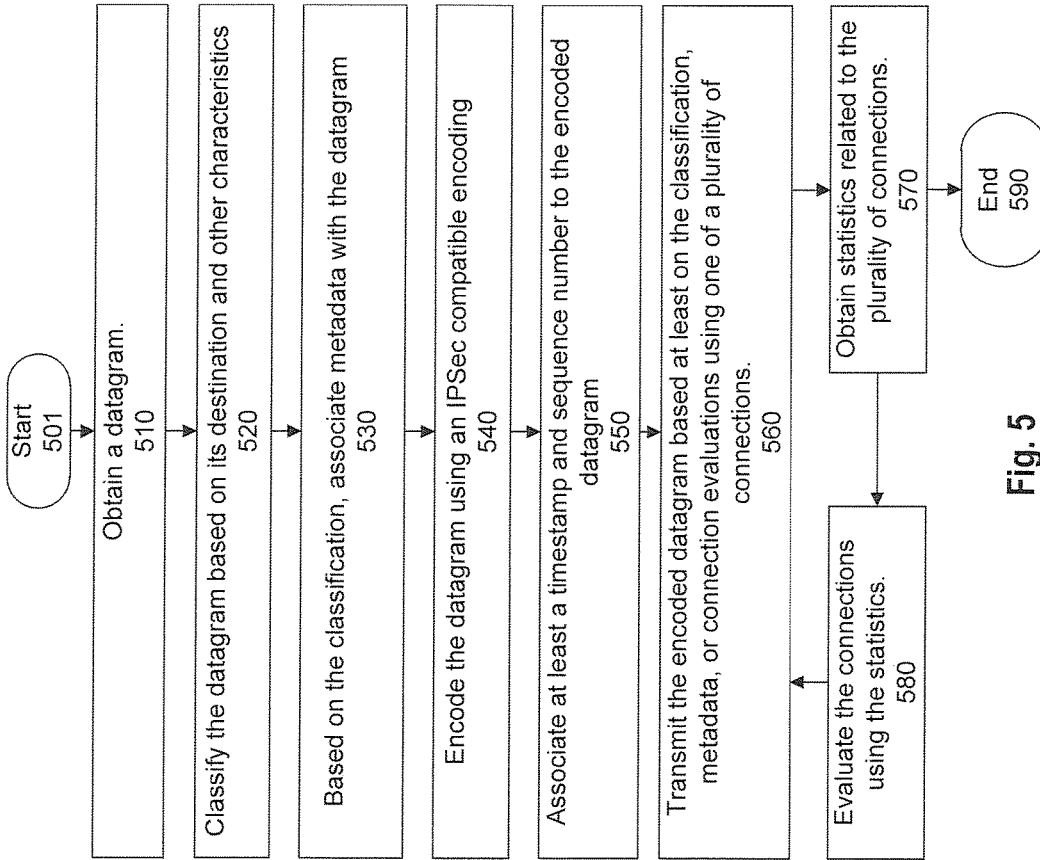 Start
501
Obtain a datagram.
510
Classify the datagram based on its destination and other characteristics
520
Based on the classification, associate metadata with the datagram
530
Encode the datagram using an IPSec compatible encoding
540
Associate at least a timestamp and sequence number to the encoded
datagram
550
Transmit the encoded datagram based at least on the classification,
metadata, or connection evaluations using one of a plurality of
connections.
560
Obtain statistics related to the
plurality of connections.
570
Evaluate the connections
using the statistics.
580
End
590
Fig. 5